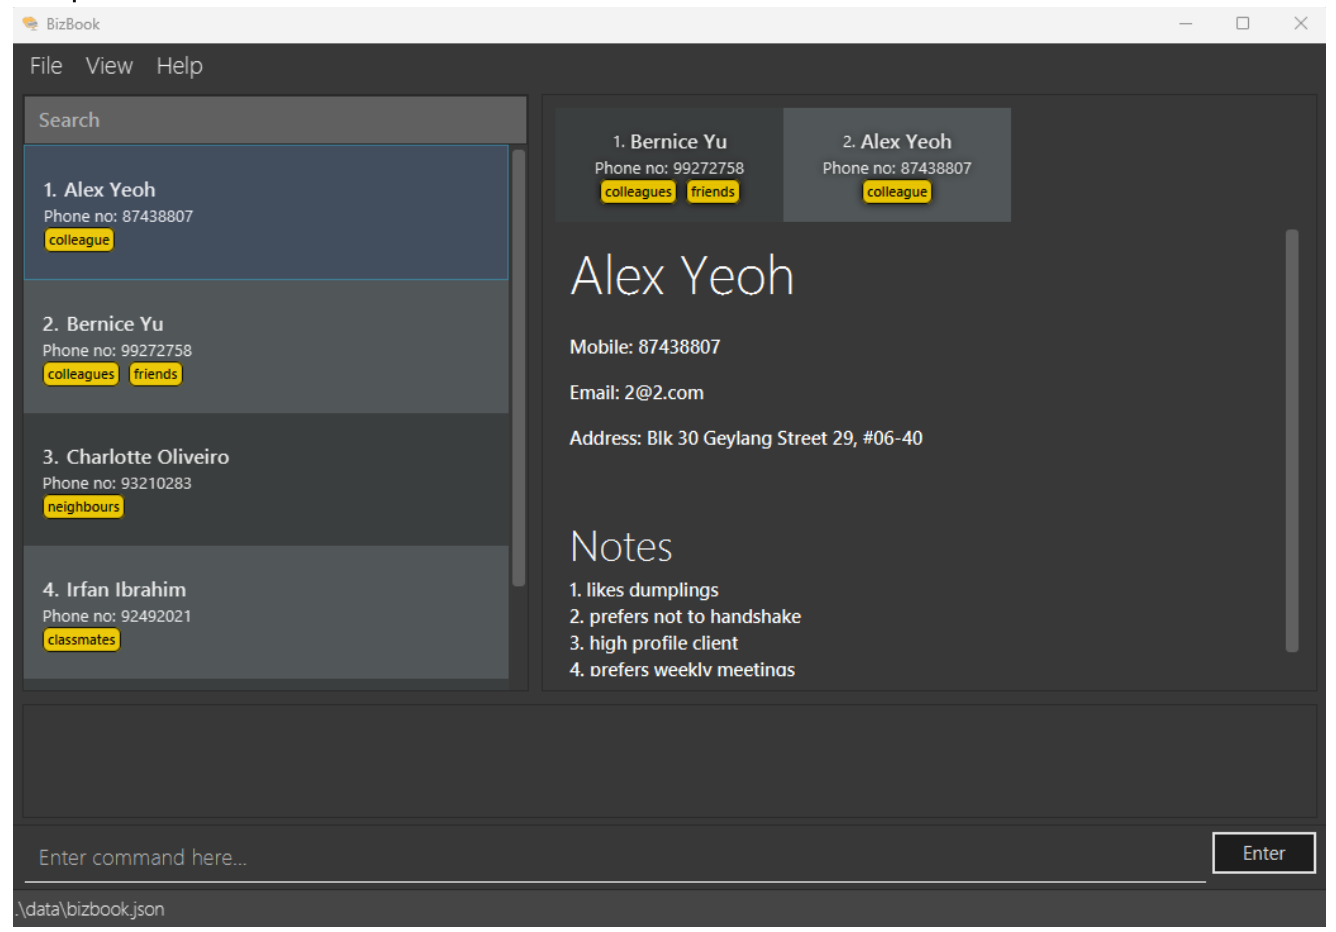 BizBook
File View Help
Search
1. Alex Yeoh
Phone no: 87438807
colleague
2. Bernice Yu
Phone no: 99272758
colleagues friends
3. Charlotte Oliveiro
Phone no: 93210283
neighbours
4. Irfan Ibrahim
Phone no: 92492021
classmates
1. Bernice Yu
Phone no: 99272758
colleagues friends
2. Alex Yeoh
Phone no: 87438807
colleague
Alex Yeoh
Mobile: 87438807
Email: 2@2.com
Address: Blk 30 Geylang Street 29, #06-40
Notes
1. likes dumplings
2. prefers not to handshake
3. high profile client
4. prefers weekly meetings
Enter command here...
Enter
.\data\bizbook.json